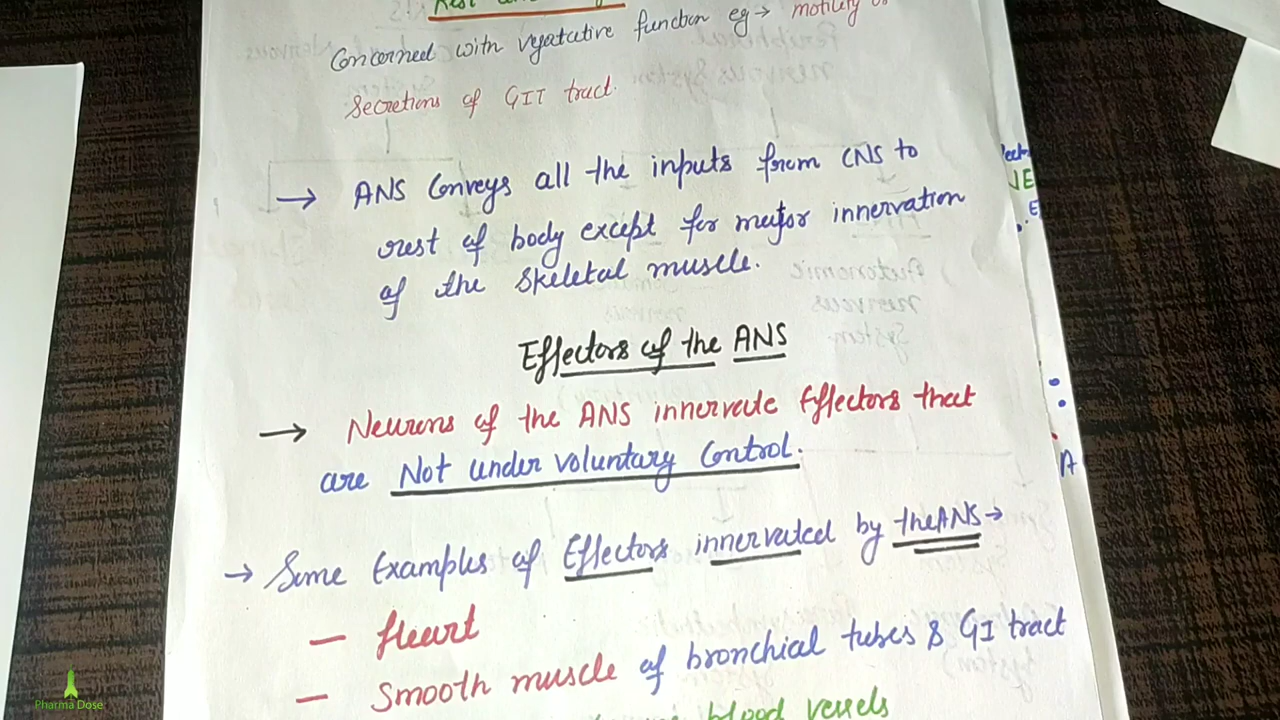 Concerned with vegetative function eg → motility &
Secretions of GIT tract.
→ ANS Conveys all the inputs from CNS to
rest of body except for major innervation
of the Skeletal muscle.
Effectors of the ANS
→ Neurons of the ANS innervate Effectors that
are Not under voluntary Control.
→ Some Examples of Effectors innervated by the ANS →
— Heart
— Smooth muscle of bronchial tubes & GI tract
blood vessels
Pharma Dose